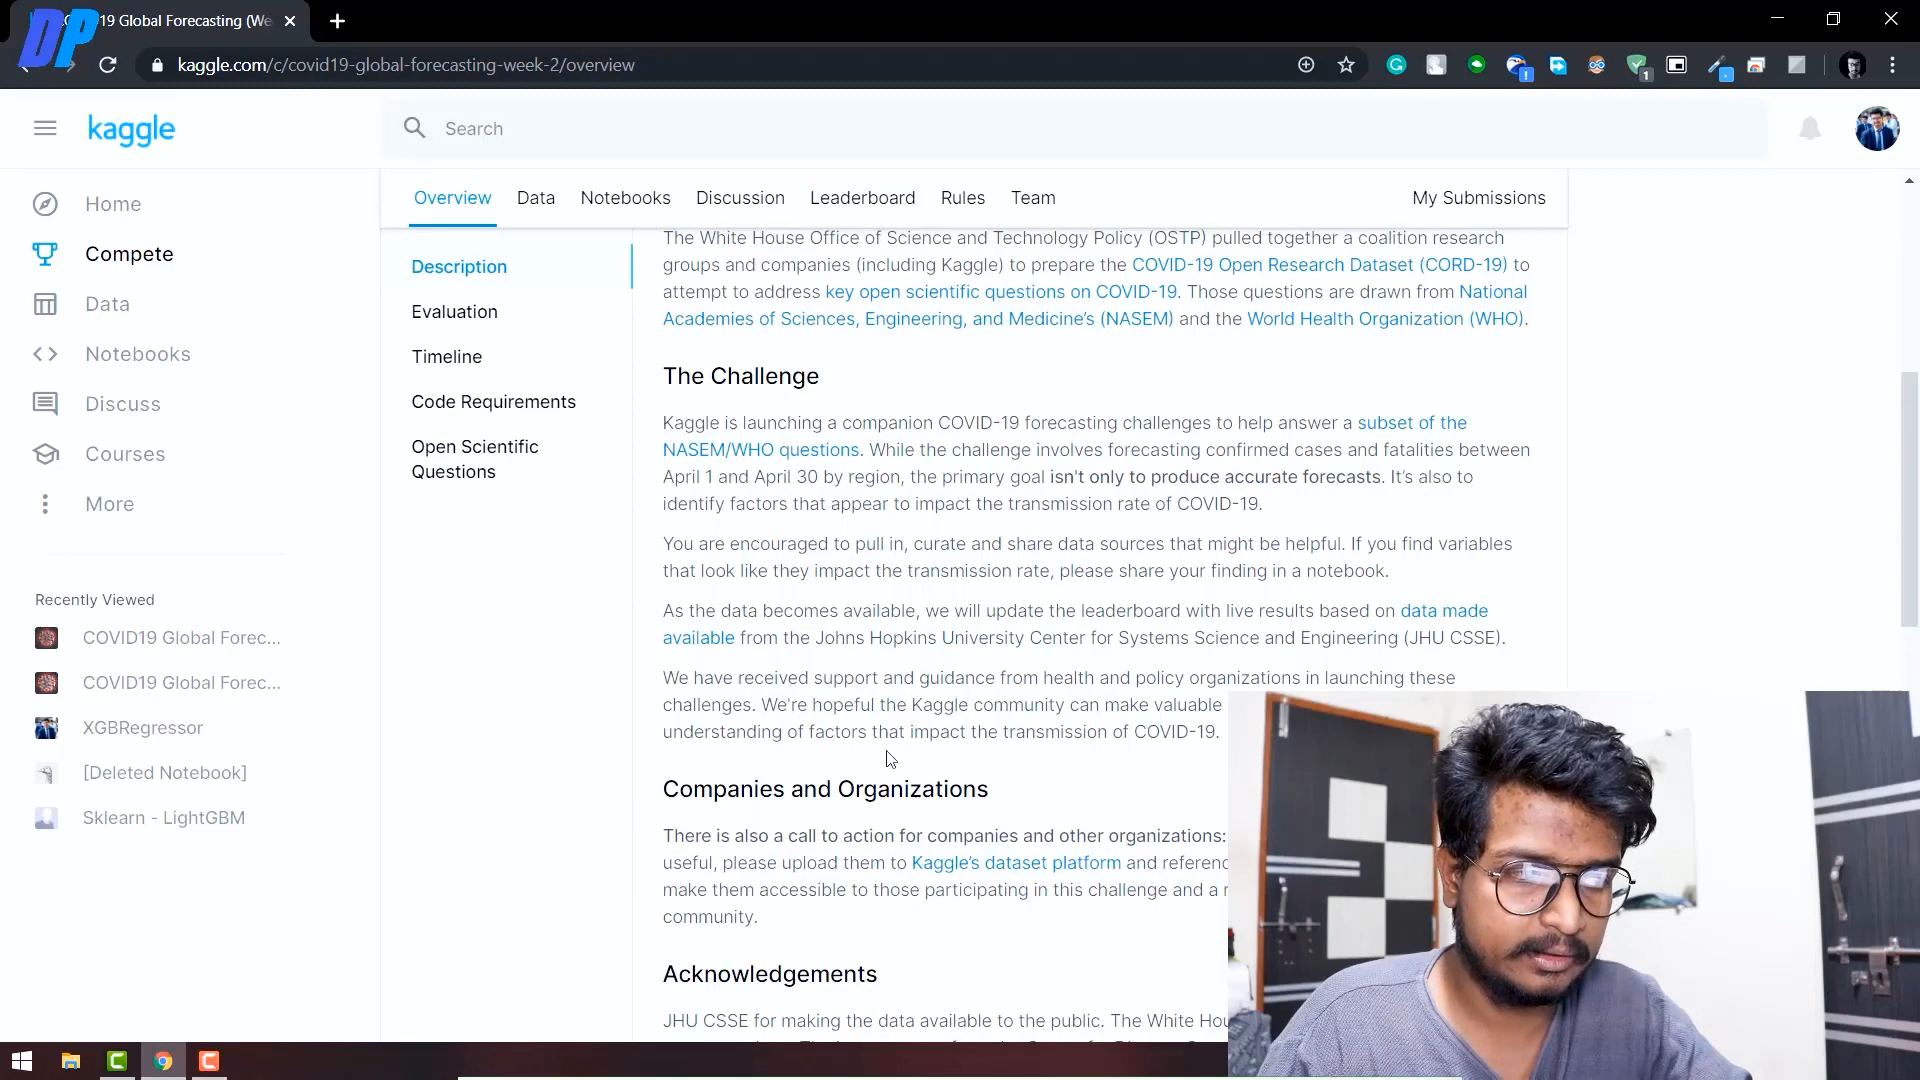 DP
19 Global Forecasting (We
kaggle.com/c/covid19-global-forecasting-week-2/overview
1
kaggle
Search
Home
Compete
Data
Notebooks
Discuss
Courses
More
Recently Viewed
COVID19 Global Forec...
COVID19 Global Forec...
XGBRegressor
[Deleted Notebook]
Sklearn - LightGBM
Overview Data Notebooks Discussion Leaderboard Rules Team My Submissions
Description
Evaluation
Timeline
Code Requirements
Open Scientific
Questions
The White House Office of Science and Technology Policy (OSTP) pulled together a coalition research
groups and companies (including Kaggle) to prepare the COVID-19 Open Research Dataset (CORD-19) to
attempt to address key open scientific questions on COVID-19. Those questions are drawn from National
Academies of Sciences, Engineering, and Medicine's (NASEM) and the World Health Organization (WHO).
The Challenge
Kaggle is launching a companion COVID-19 forecasting challenges to help answer a subset of the
NASEM/WHO questions. While the challenge involves forecasting confirmed cases and fatalities between
April 1 and April 30 by region, the primary goal isn't only to produce accurate forecasts. It's also to
identify factors that appear to impact the transmission rate of COVID-19.
You are encouraged to pull in, curate and share data sources that might be helpful. If you find variables
that look like they impact the transmission rate, please share your finding in a notebook.
As the data becomes available, we will update the leaderboard with live results based on data made
available from the Johns Hopkins University Center for Systems Science and Engineering (JHU CSSE).
We have received support and guidance from health and policy organizations in launching these
challenges. We're hopeful the Kaggle community can make valuable
understanding of factors that impact the transmission of COVID-19.
Companies and Organizations
There is also a call to action for companies and other organizations:
useful, please upload them to Kaggle's dataset platform and referenc
make them accessible to those participating in this challenge and a
community.
Acknowledgements
JHU CSSE for making the data available to the public. The White Hou